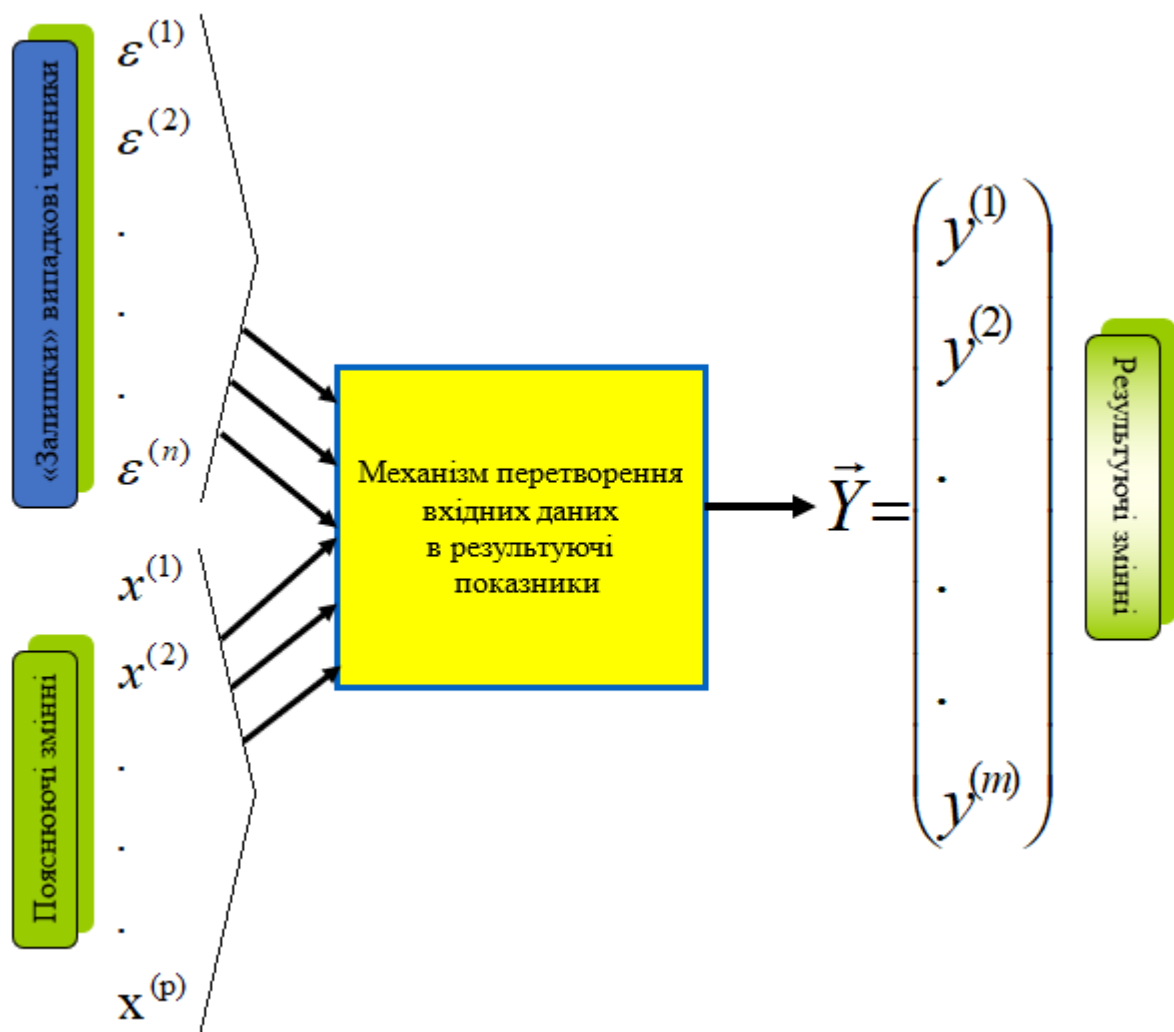 «Залишки» випадкові чинники
ε⁽¹⁾
ε⁽²⁾
.
.
.
ε⁽ⁿ⁾
Пояснюючі змінні
x⁽¹⁾
x⁽²⁾
.
.
.
x⁽ᵖ⁾
Механізм перетворення
вхідних даних
в результуючі
показники
Y⃗=
y⁽¹⁾
y⁽²⁾
.
.
.
y⁽ᵐ⁾
Результуючі змінні